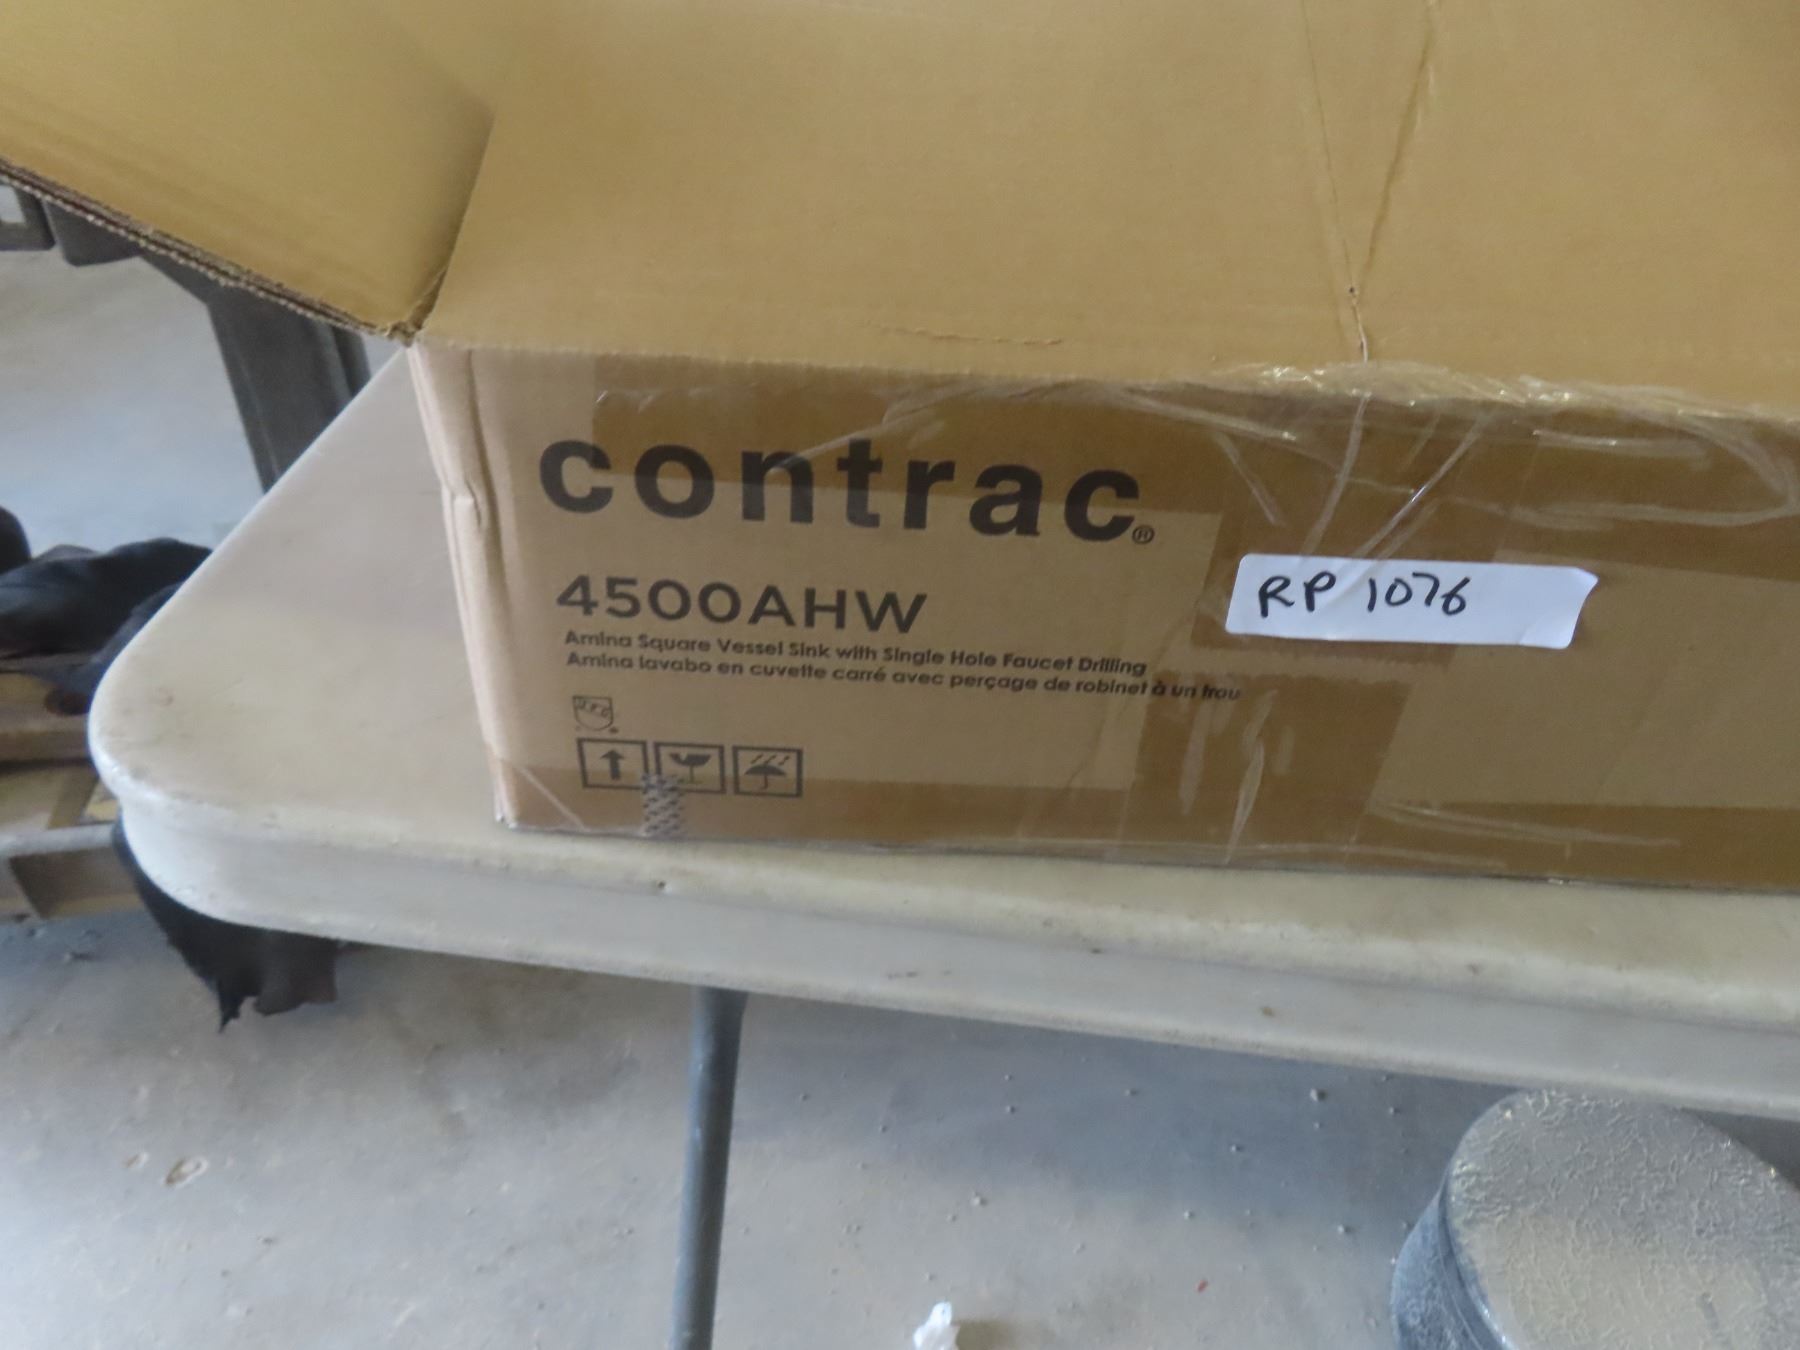 contrac®
4500AHW
Amina Square Vessel Sink with Single Hole Faucet Drilling
Amina lavabo en cuvette carré avec perçage de robinet à un trou
RP 1076